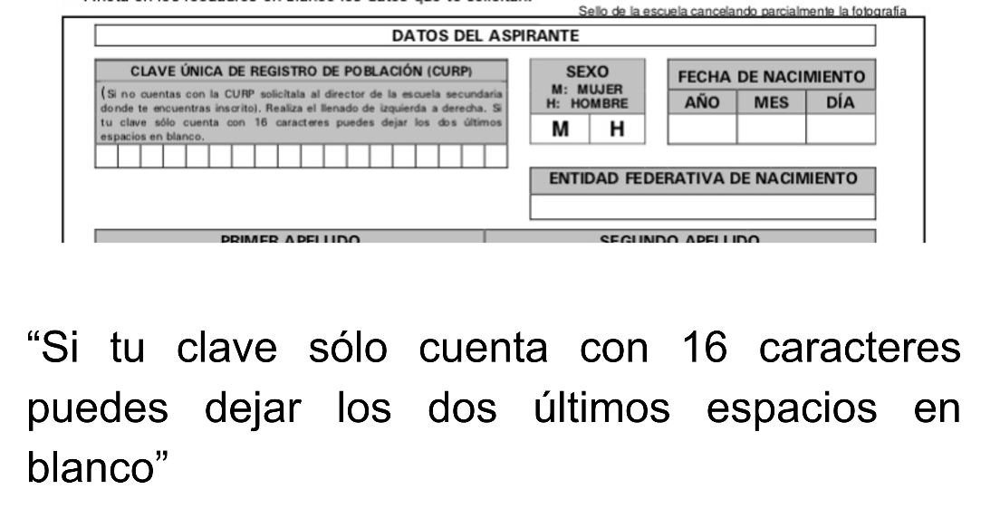 Sello de la escuela cancelando parcialmente la fotografía
DATOS DEL ASPIRANTE
CLAVE ÚNICA DE REGISTRO DE POBLACIÓN (CURP)
(Si no cuentas con la CURP solicítala al director de la escuela secundaria
donde te encuentras inscrito). Realiza el llenado de izquierda a derecha. Si
tu clave sólo cuenta con 16 caracteres puedes dejar los dos últimos
espacios en blanco.
SEXO
M: MUJER
H: HOMBRE
M H
FECHA DE NACIMIENTO
AÑO MES DÍA
ENTIDAD FEDERATIVA DE NACIMIENTO
PRIMER APELLIDO SEGUNDO APELLIDO
“Si tu clave sólo cuenta con 16 caracteres
puedes dejar los dos últimos espacios en
blanco”